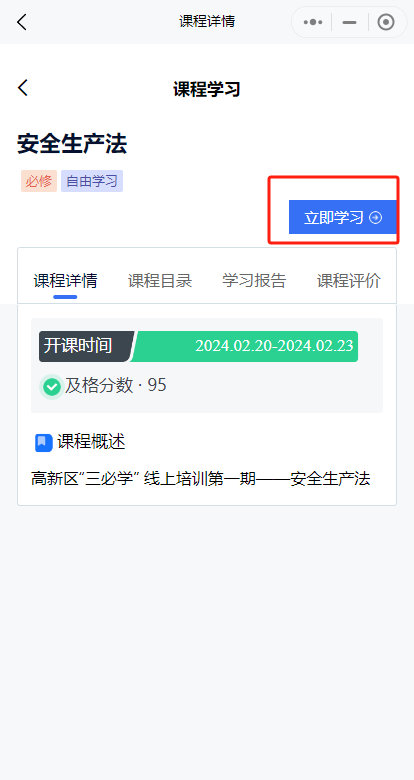 课程详情
课程学习
安全生产法
必修 自由学习
立即学习
课程详情 课程目录 学习报告 课程评价
开课时间 2024.02.20-2024.02.23
及格分数 · 95
课程概述
高新区“三必学” 线上培训第一期——安全生产法